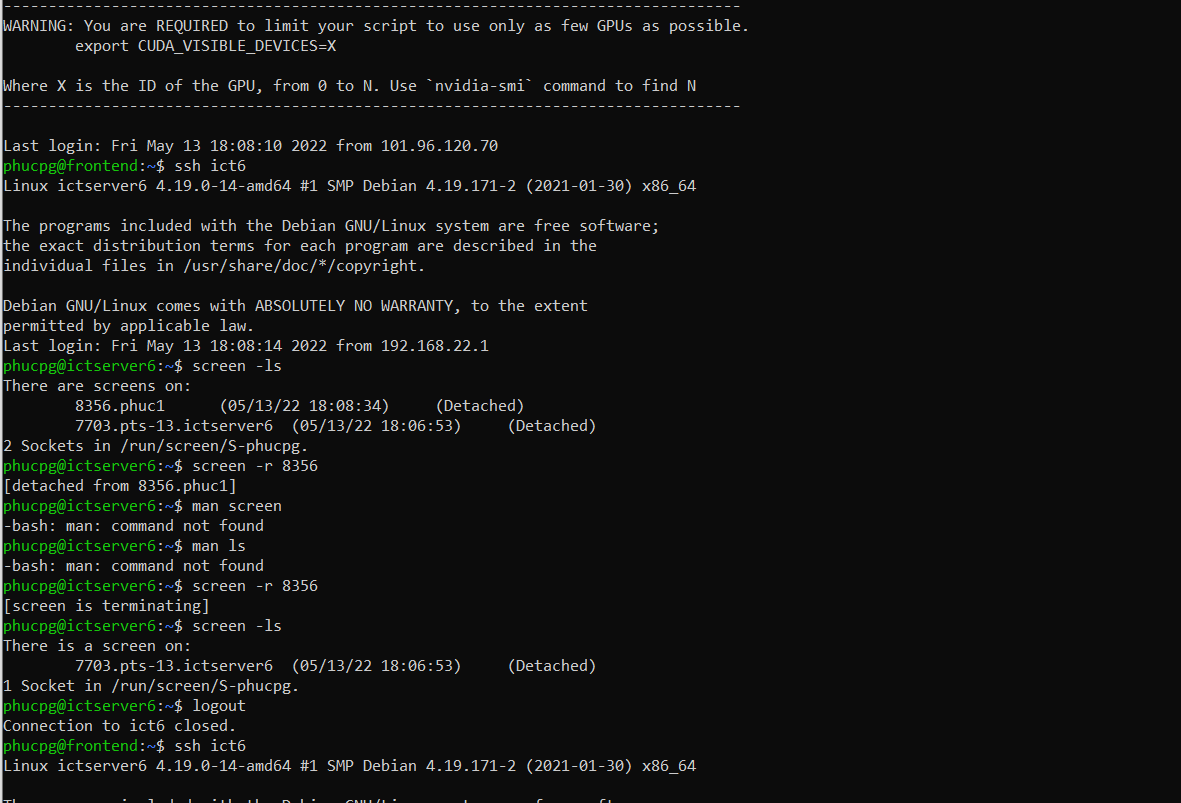 --------------------------------------------------------------------------------
WARNING: You are REQUIRED to limit your script to use only as few GPUs as possible.
        export CUDA_VISIBLE_DEVICES=X
Where X is the ID of the GPU, from 0 to N. Use `nvidia-smi` command to find N
--------------------------------------------------------------------------------
Last login: Fri May 13 18:08:10 2022 from 101.96.120.70
phucpg@frontend:~$ ssh ict6
Linux ictserver6 4.19.0-14-amd64 #1 SMP Debian 4.19.171-2 (2021-01-30) x86_64
The programs included with the Debian GNU/Linux system are free software;
the exact distribution terms for each program are described in the
individual files in /usr/share/doc/*/copyright.
Debian GNU/Linux comes with ABSOLUTELY NO WARRANTY, to the extent
permitted by applicable law.
Last login: Fri May 13 18:08:14 2022 from 192.168.22.1
phucpg@ictserver6:~$ screen -ls
There are screens on:
        8356.phuc1      (05/13/22 18:08:34)     (Detached)
        7703.pts-13.ictserver6  (05/13/22 18:06:53)     (Detached)
2 Sockets in /run/screen/S-phucpg.
phucpg@ictserver6:~$ screen -r 8356
[detached from 8356.phuc1]
phucpg@ictserver6:~$ man screen
-bash: man: command not found
phucpg@ictserver6:~$ man ls
-bash: man: command not found
phucpg@ictserver6:~$ screen -r 8356
[screen is terminating]
phucpg@ictserver6:~$ screen -ls
There is a screen on:
        7703.pts-13.ictserver6  (05/13/22 18:06:53)     (Detached)
1 Socket in /run/screen/S-phucpg.
phucpg@ictserver6:~$ logout
Connection to ict6 closed.
phucpg@frontend:~$ ssh ict6
Linux ictserver6 4.19.0-14-amd64 #1 SMP Debian 4.19.171-2 (2021-01-30) x86_64